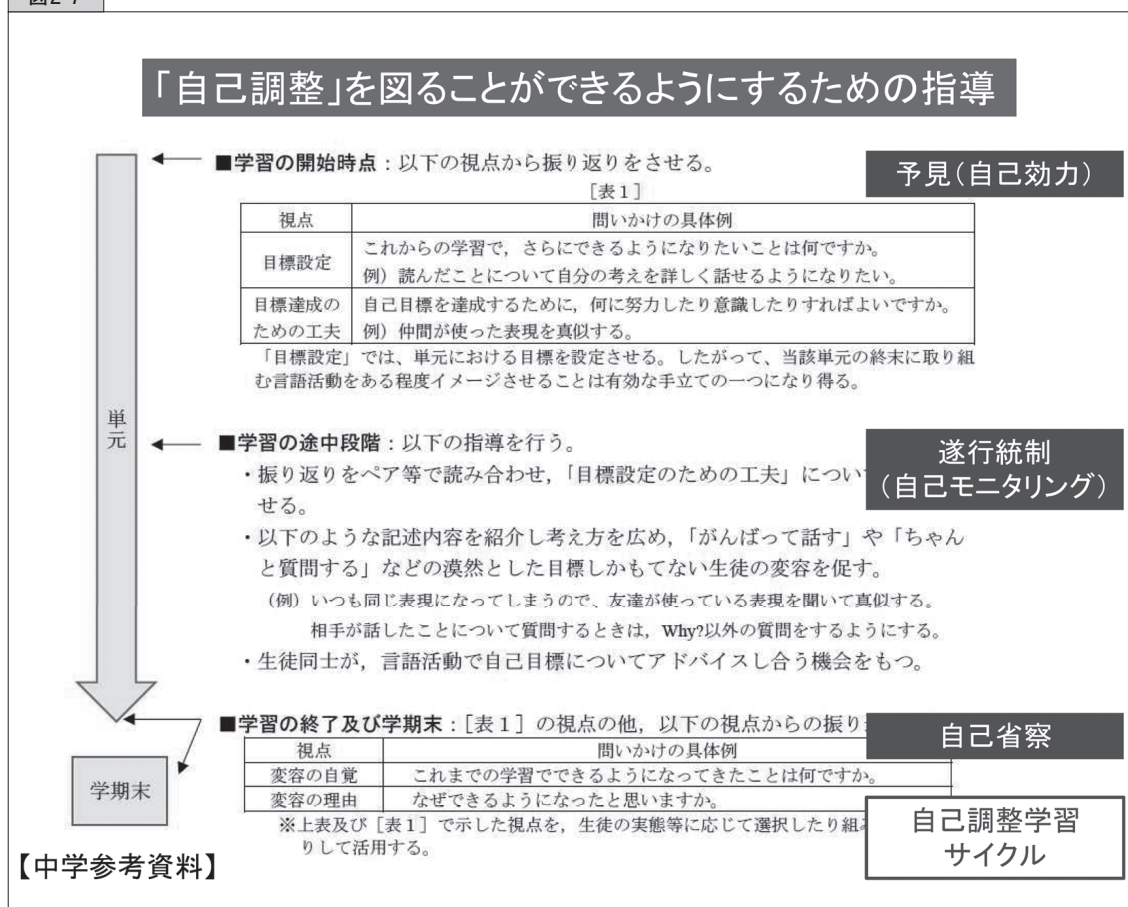 図2-7
「自己調整」を図ることができるようにするための指導
■学習の開始時点：以下の視点から振り返りをさせる。
予見（自己効力）
［表１］
視点 問いかけの具体例
目標設定 これからの学習で，さらにできるようになりたいことは何ですか。
例）読んだことについて自分の考えを詳しく話せるようになりたい。
目標達成の 自己目標を達成するために，何に努力したり意識したりすればよいですか。
ための工夫 例）仲間が使った表現を真似する。
「目標設定」では、単元における目標を設定させる。したがって、当該単元の終末に取り組
む言語活動をある程度イメージさせることは有効な手立ての一つになり得る。
単元
■学習の途中段階：以下の指導を行う。
遂行統制
（自己モニタリング）
・振り返りをペア等で読み合わせ，「目標設定のための工夫」につい
せる。
・以下のような記述内容を紹介し考え方を広め，「がんばって話す」や「ちゃん
と質問する」などの漠然とした目標しかもてない生徒の変容を促す。
（例）いつも同じ表現になってしまうので、友達が使っている表現を聞いて真似する。
相手が話したことについて質問するときは，Why?以外の質問をするようにする。
・生徒同士が，言語活動で自己目標についてアドバイスし合う機会をもつ。
■学習の終了及び学期末：［表１］の視点の他，以下の視点からの振り
自己省察
視点 問いかけの具体例
変容の自覚 これまでの学習でできるようになってきたことは何ですか。
変容の理由 なぜできるようになったと思いますか。
学期末
※上表及び［表１］で示した視点を，生徒の実態等に応じて選択したり組み
りして活用する。
自己調整学習
サイクル
【中学参考資料】